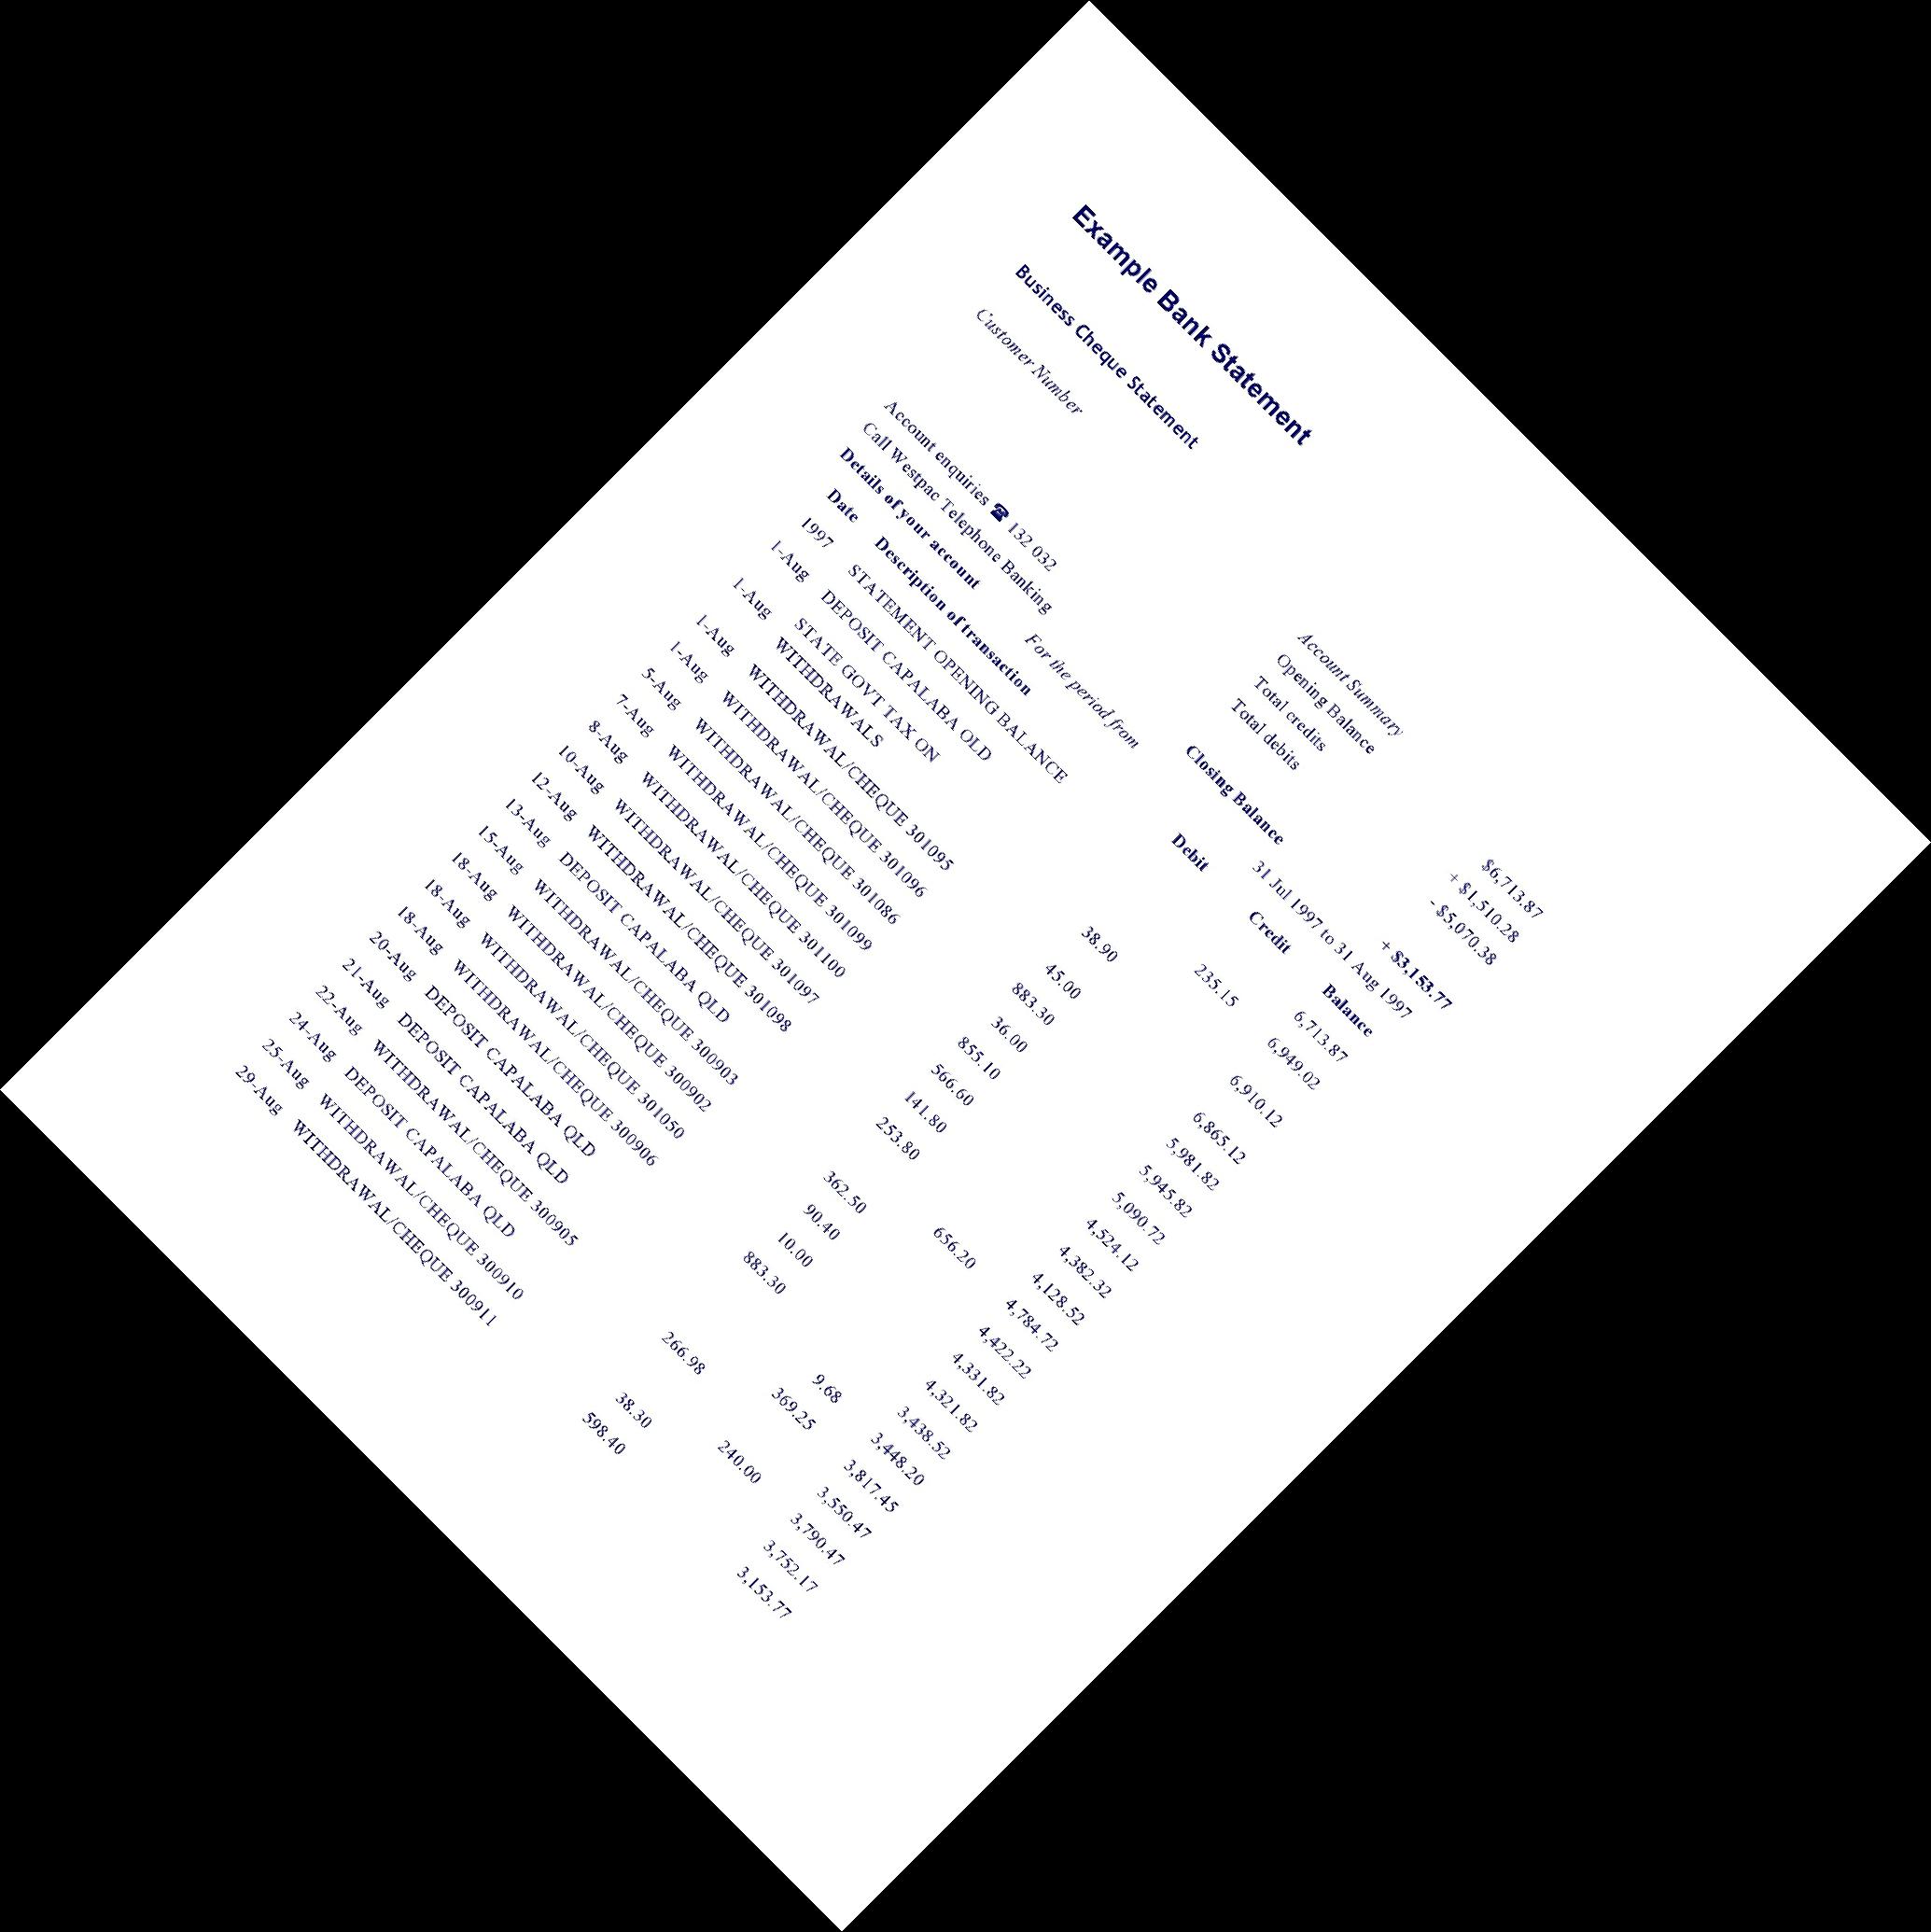 Example Bank Statement
Business Cheque Statement
Customer Number Account Summary
Opening Balance $6,713.87
Total credits + $1,510.28
Total debits - $5,070.38
Account enquiries ☎ 132 032
Call Westpac Telephone Banking Closing Balance + $3,153.77
Details of your account For the period from 31 Jul 1997 to 31 Aug 1997
Date Description of transaction Debit Credit Balance
1997 STATEMENT OPENING BALANCE 6,713.87
1-Aug DEPOSIT CAPALABA OLD 235.15 6,949.02
1-Aug STATE GOVT TAX ON
WITHDRAWALS 38.90 6,910.12
1-Aug WITHDRAWAL/CHEQUE 301095 45.00 6,865.12
1-Aug WITHDRAWAL/CHEQUE 301096 883.30 5,981.82
5-Aug WITHDRAWAL/CHEQUE 301086 36.00 5,945.82
7-Aug WITHDRAWAL/CHEQUE 301099 855.10 5,090.72
8-Aug WITHDRAWAL/CHEQUE 301100 566.60 4,524.12
10-Aug WITHDRAWAL/CHEQUE 301097 141.80 4,382.32
12-Aug WITHDRAWAL/CHEQUE 301098 253.80 4,128.52
13-Aug DEPOSIT CAPALABA QLD 656.20 4,784.72
15-Aug WITHDRAWAL/CHEQUE 300903 362.50 4,422.22
18-Aug WITHDRAWAL/CHEQUE 300902 90.40 4,331.82
18-Aug WITHDRAWAL/CHEQUE 301050 10.00 4,321.82
18-Aug WITHDRAWAL/CHEQUE 300906 883.30 3,438.52
20-Aug DEPOSIT CAPALABA QLD 9.68 3,448.20
21-Aug DEPOSIT CAPALABA QLD 369.25 3,817.45
22-Aug WITHDRAWAL/CHEQUE 300905 266.98 3,550.47
24-Aug DEPOSIT CAPALABA QLD 240.00 3,790.47
25-Aug WITHDRAWAL/CHEQUE 300910 38.30 3,752.17
29-Aug WITHDRAWAL/CHEQUE 300911 598.40 3,153.77